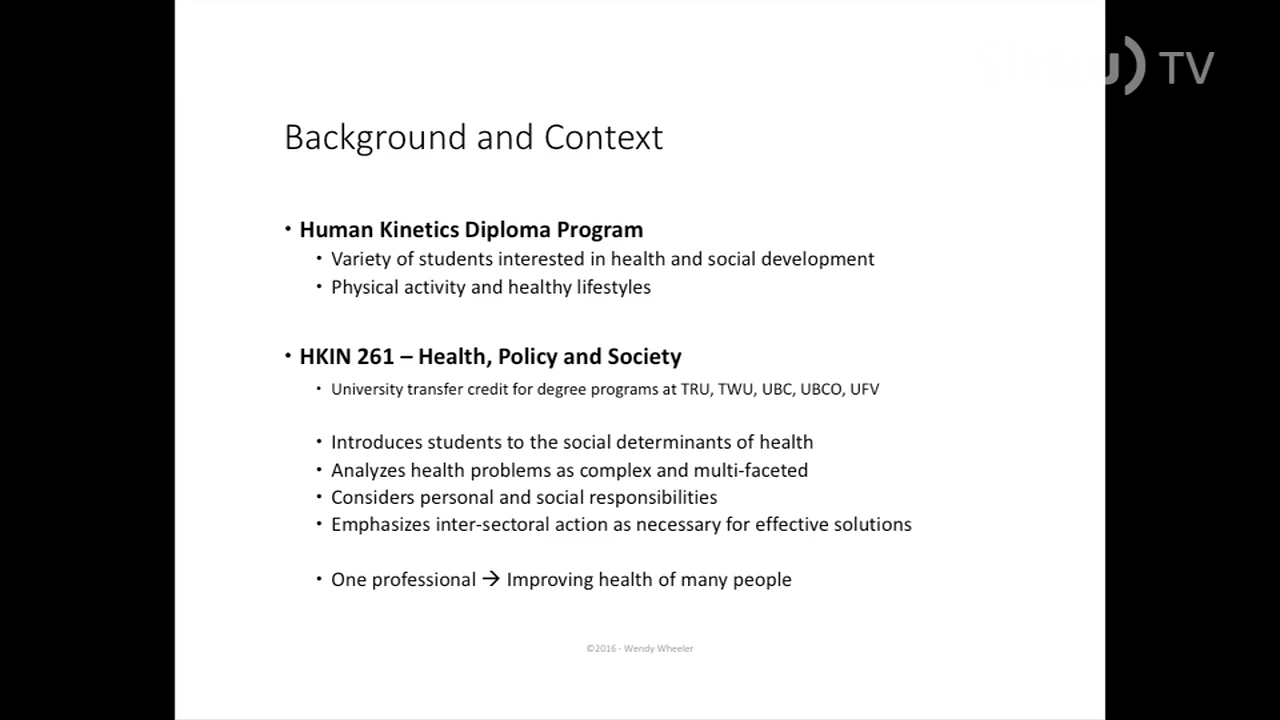 TV
Background and Context
• Human Kinetics Diploma Program
• Variety of students interested in health and social development
• Physical activity and healthy lifestyles
• HKIN 261 – Health, Policy and Society
• University transfer credit for degree programs at TRU, TWU, UBC, UBCO, UFV
• Introduces students to the social determinants of health
• Analyzes health problems as complex and multi-faceted
• Considers personal and social responsibilities
• Emphasizes inter-sectoral action as necessary for effective solutions
• One professional → Improving health of many people
©2016 - Wendy Wheeler